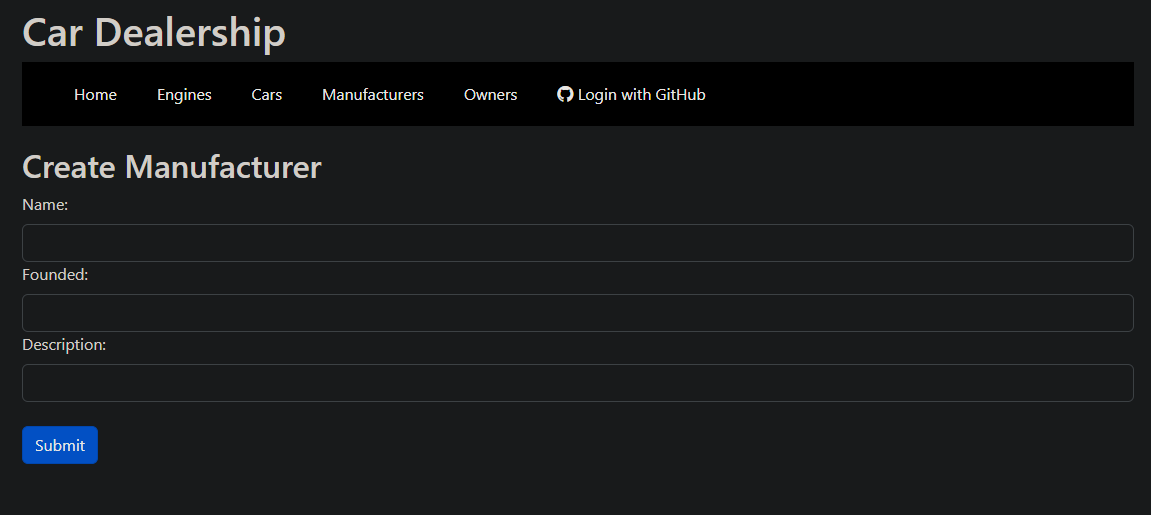 Car Dealership
Home Engines Cars Manufacturers Owners Login with GitHub
Create Manufacturer
Name:
Founded:
Description:
Submit